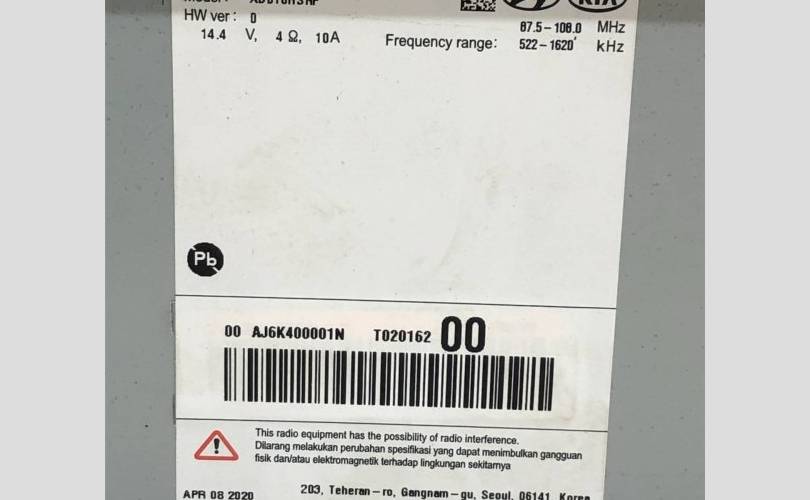 HW ver : 0
14.4 V, 4 Ω, 10A
Frequency range: 87.5-108.0 MHz
522-1620 kHz
Pb
00 AJ6K400001N T020162 00
This radio equipment has the possibility of radio interference.
Dilarang melakukan perubahan spesifikasi yang dapat menimbulkan gangguan
fisik dan/atau elektromagnetik terhadap lingkungan sekitarnya
APR 08 2020
203, Teheran-ro, Gangnam-gu, Seoul, 06141, Korea